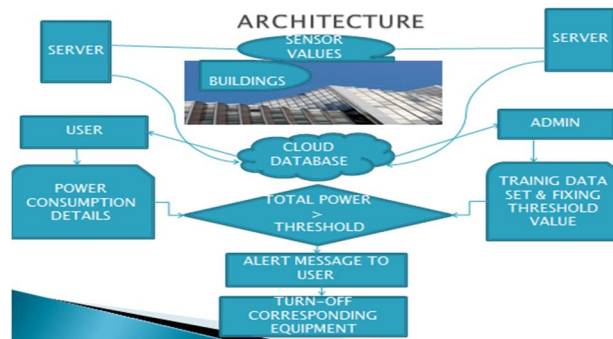 ARCHITECTURE
SERVER
SENSOR
VALUES
SERVER
BUILDINGS
USER
CLOUD
DATABASE
ADMIN
POWER
CONSUMPTION
DETAILS
TOTAL POWER
>
THRESHOLD
TRAINIG DATA
SET & FIXING
THRESHOLD
VALUE
ALERT MESSAGE TO
USER
TURN-OFF
CORRESPONDING
EQUIPMENT